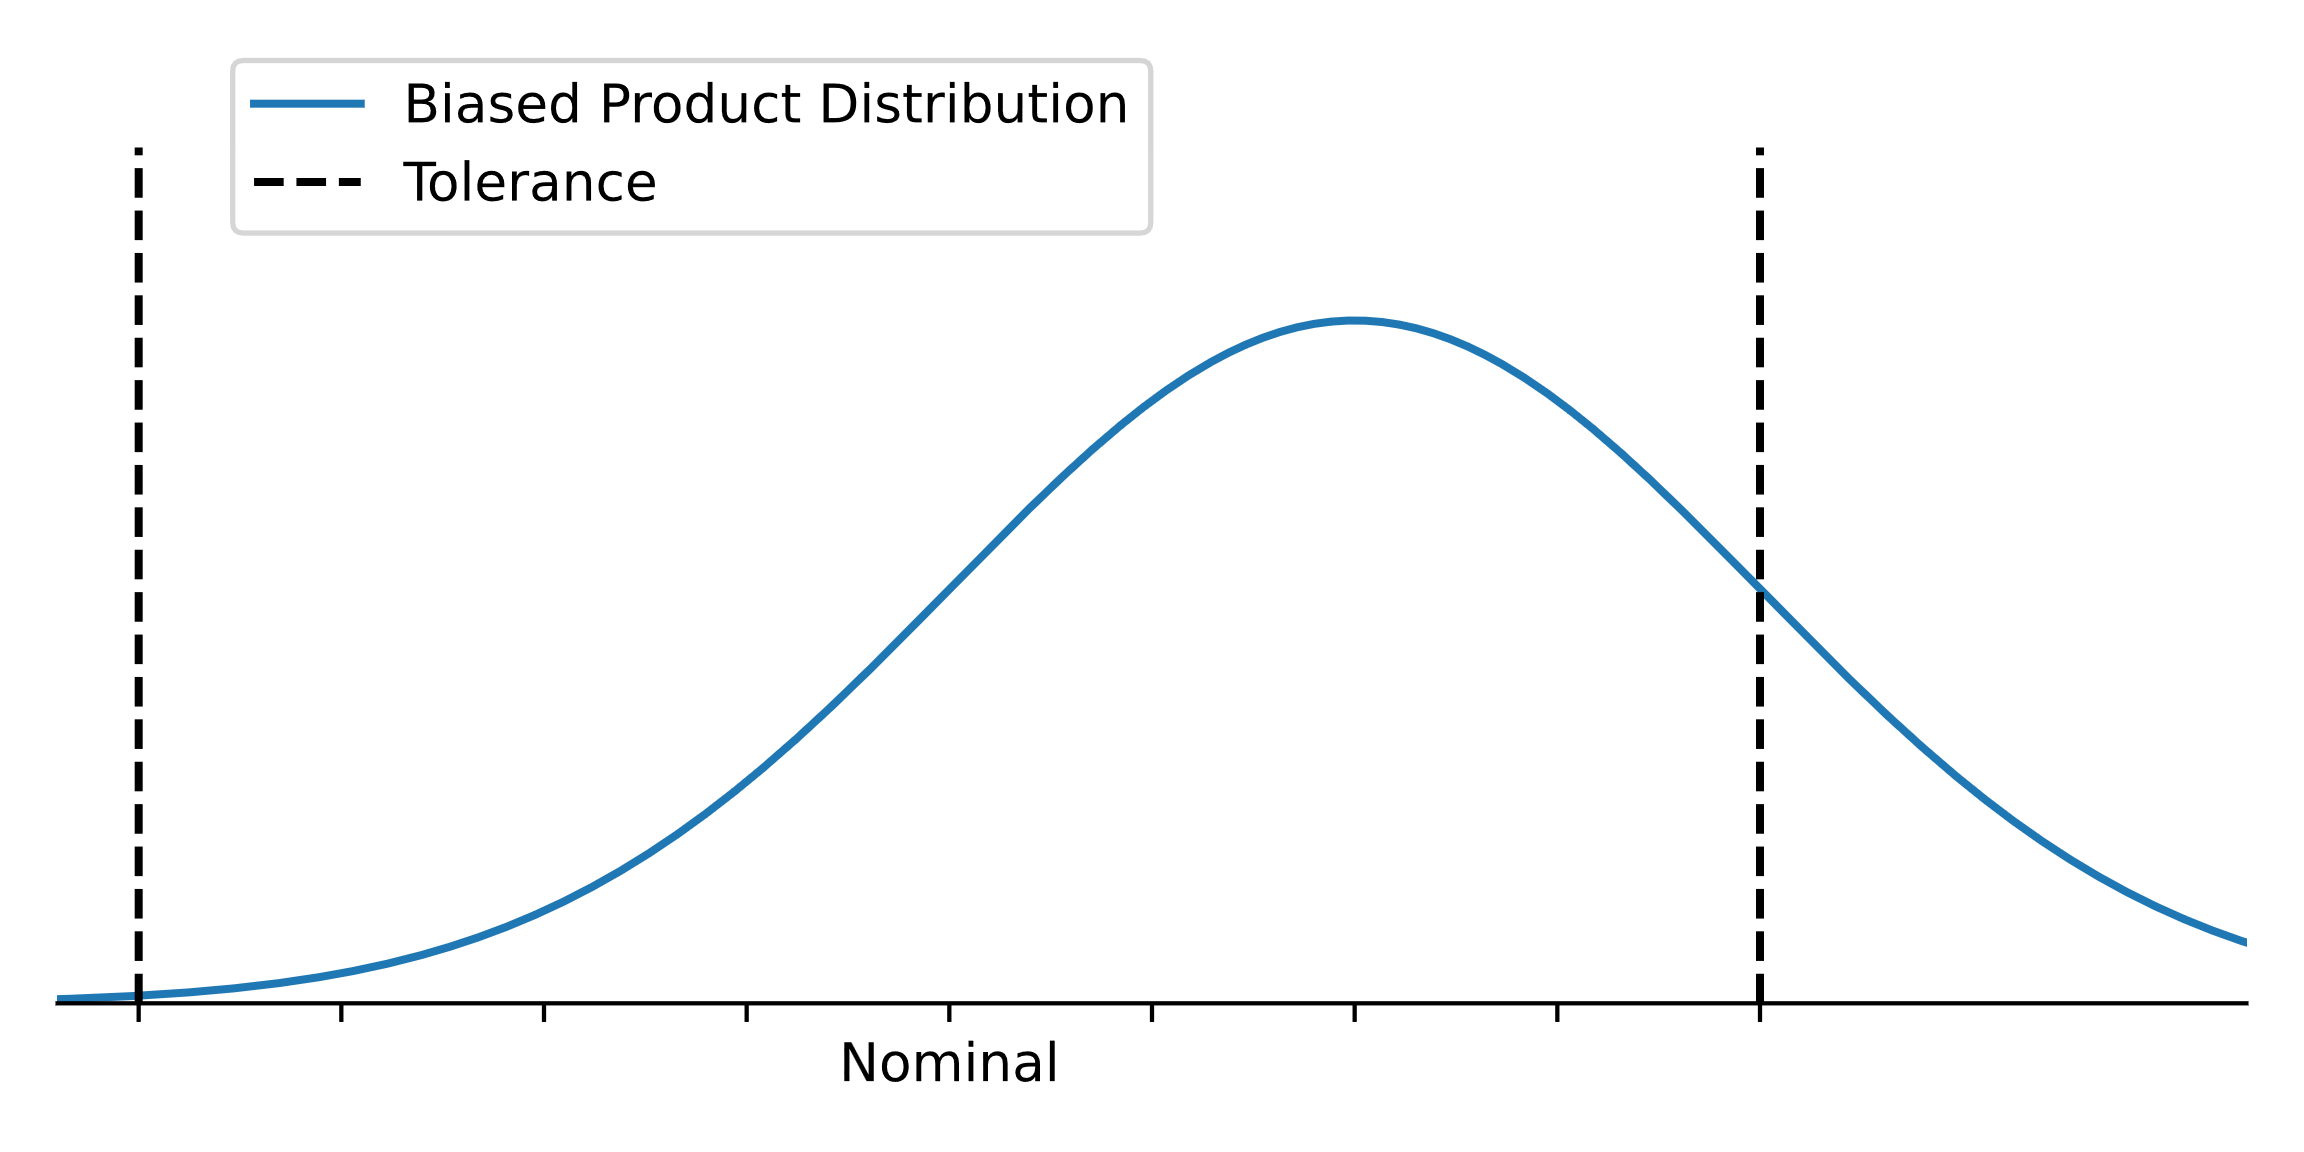 Biased Product Distribution
Tolerance
Nominal